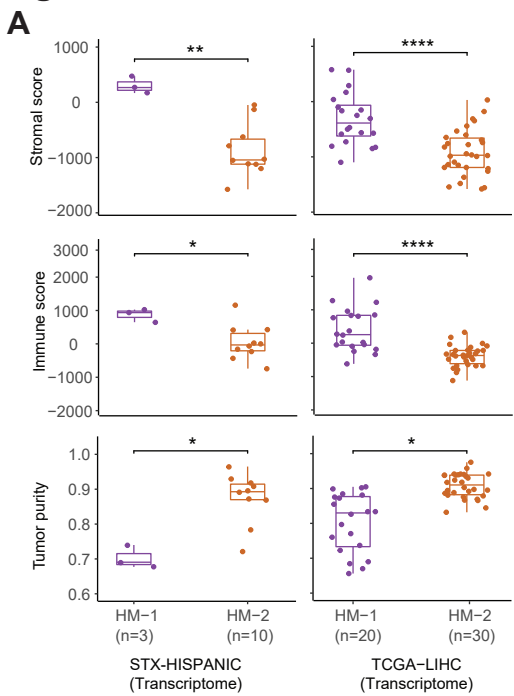 A
Stromal score
1000
0
−1000
−2000
**
****
Immune score
3000
2000
1000
0
−1000
−2000
*
****
Tumor purity
1.0
0.9
0.8
0.7
0.6
*
*
HM−1
(n=3)
HM−2
(n=10)
HM−1
(n=20)
HM−2
(n=30)
STX-HISPANIC
(Transcriptome)
TCGA−LIHC
(Transcriptome)